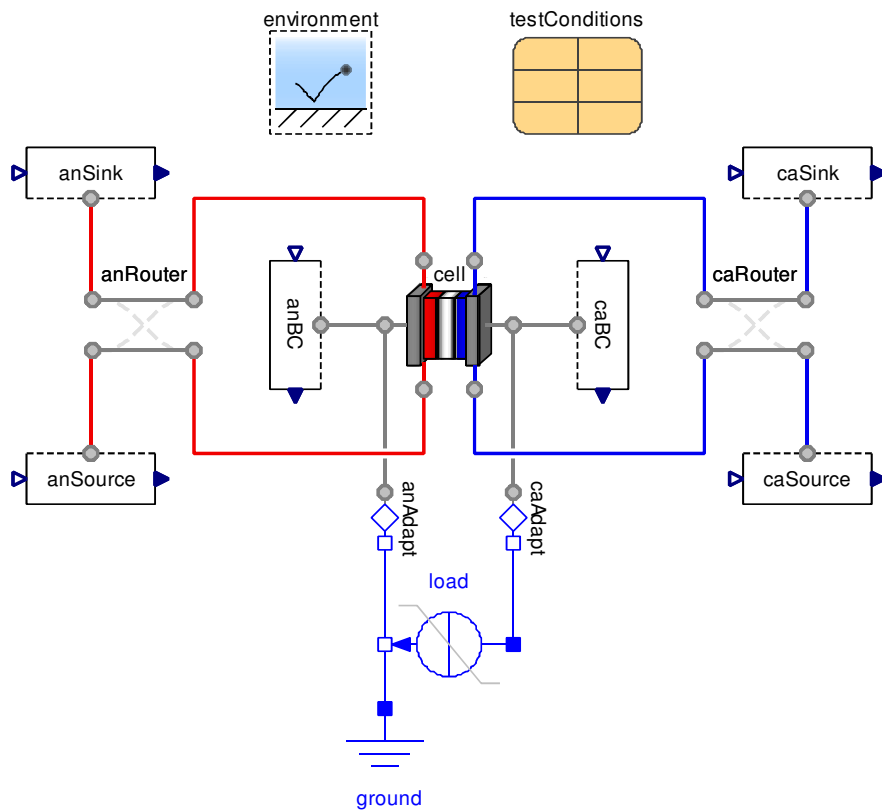 environment
testConditions
anSink
caSink
anRouter
cell
caRouter
anBC
caBC
anSource
caSource
anAdapt
caAdapt
load
ground